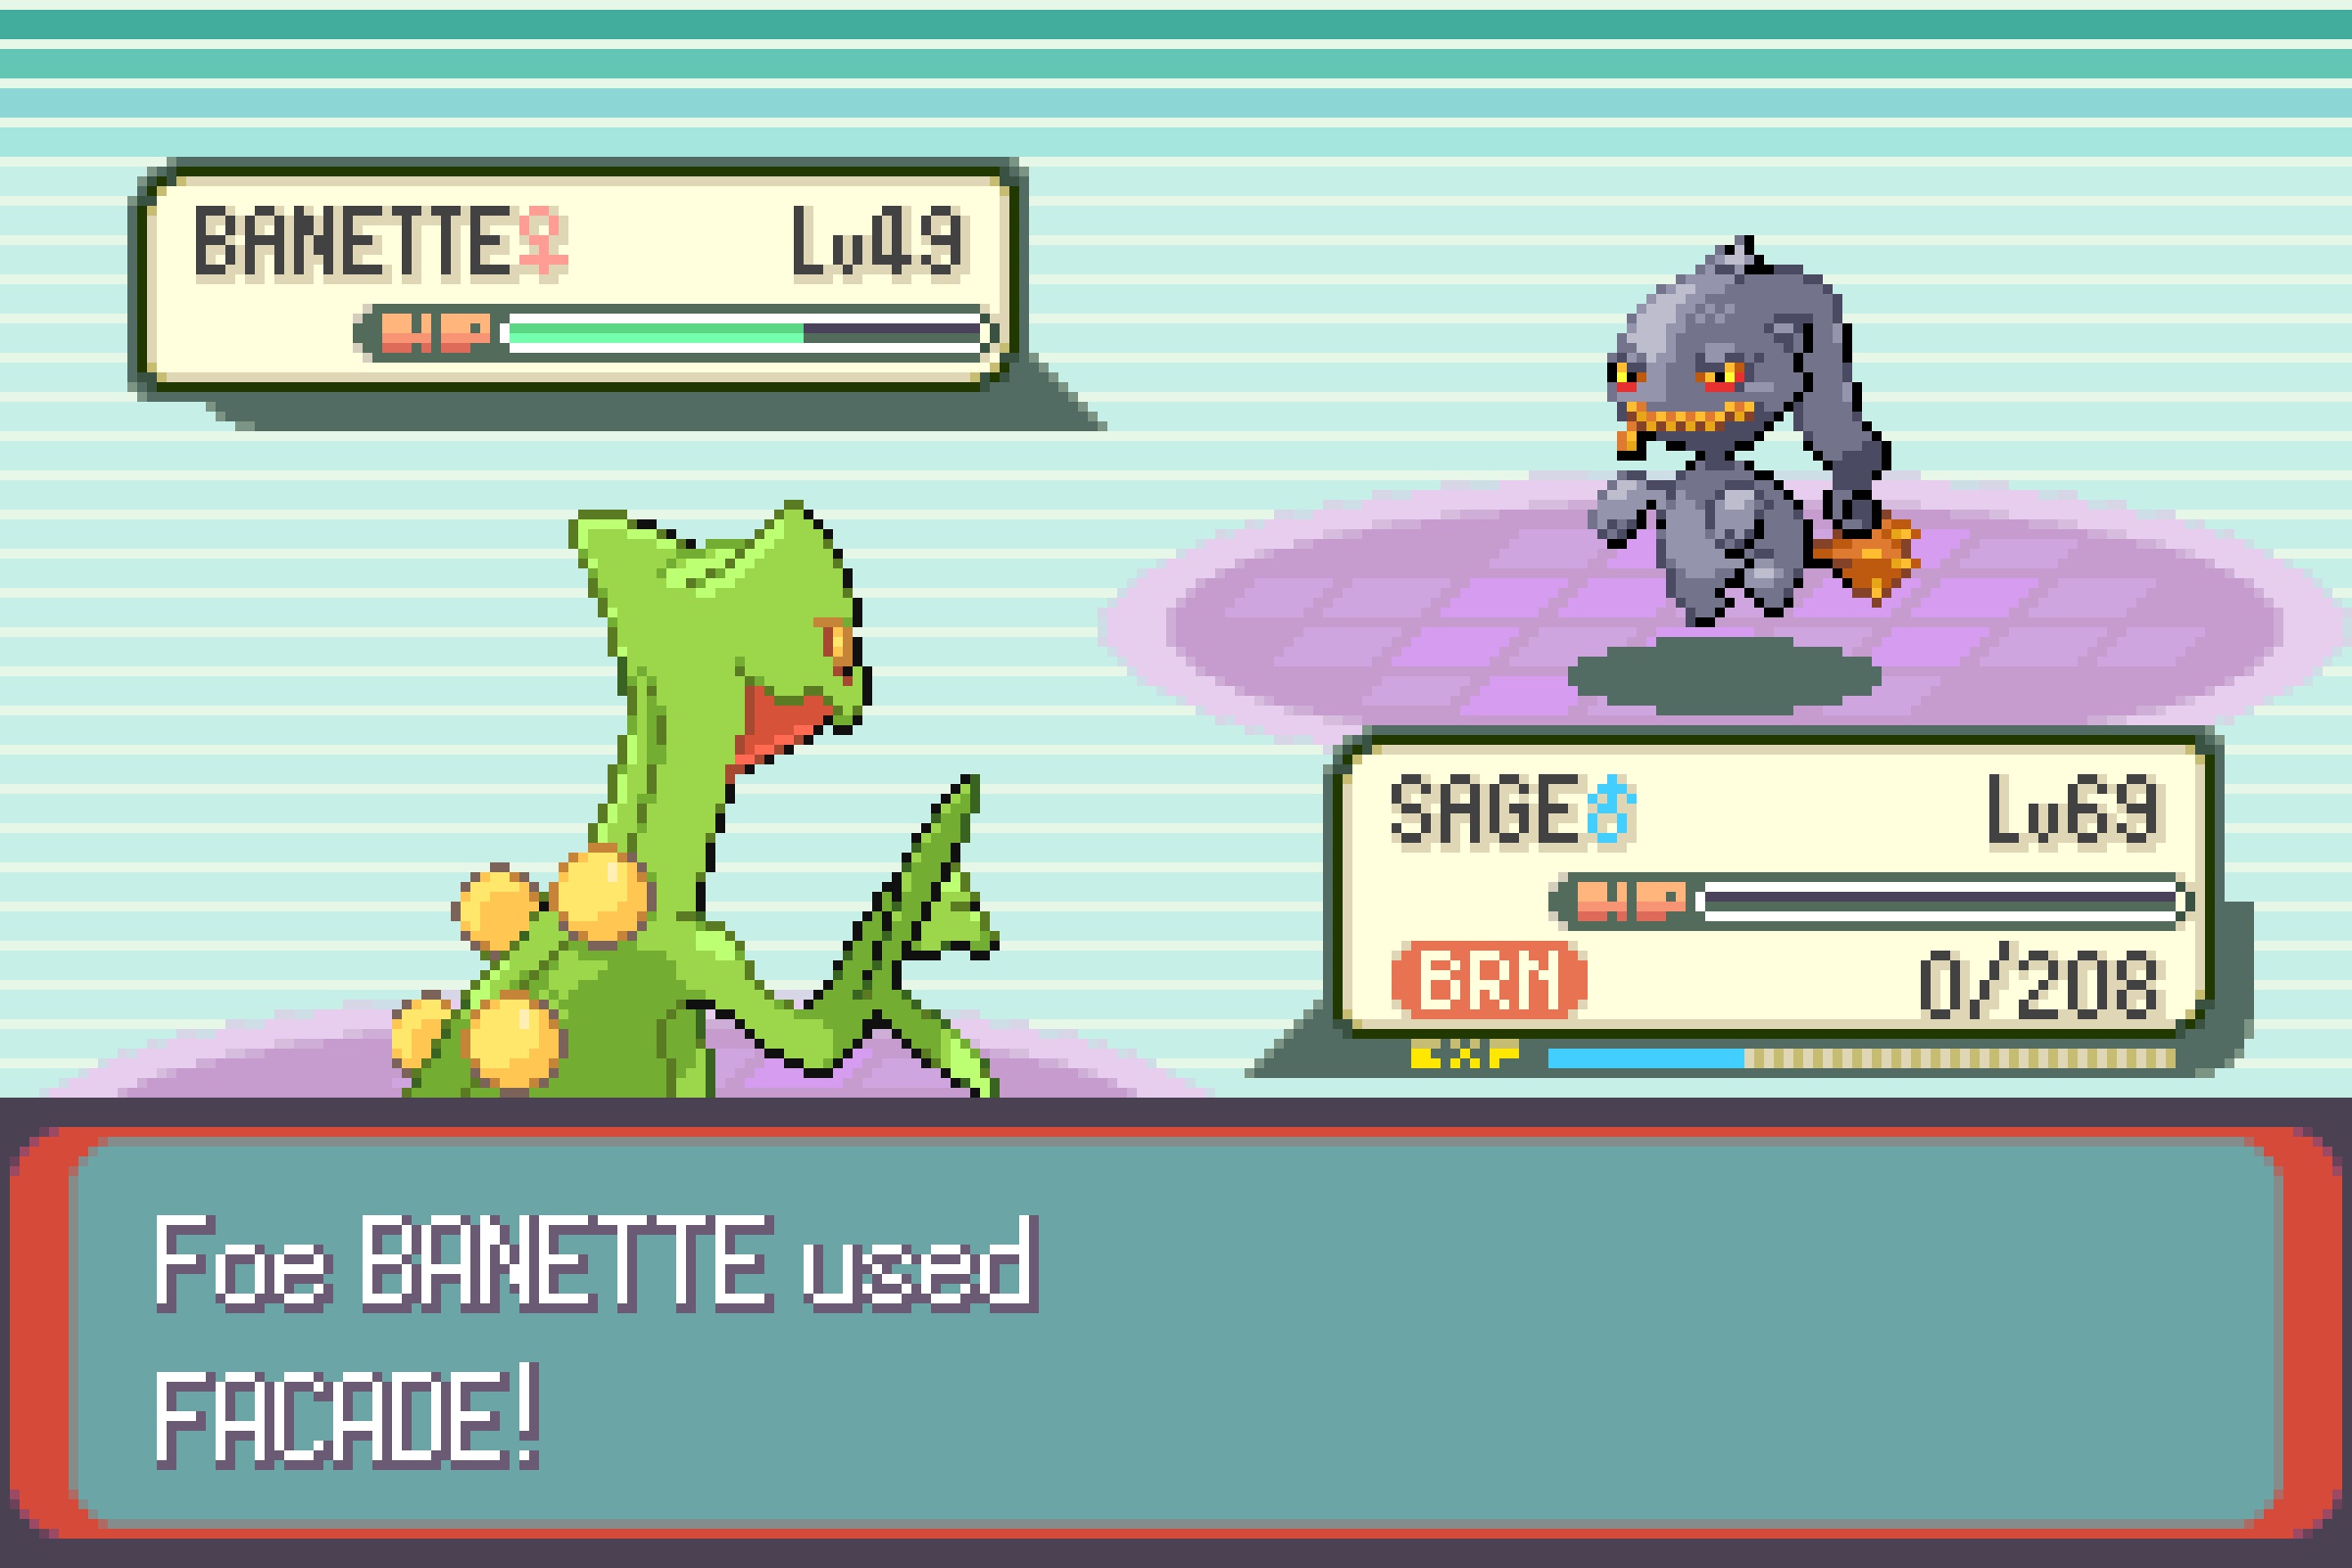 BANETTE♀ Lv49
HP
SAGE♂ Lv69
HP
BRN 0/208
EXP
Foe BANETTE used
FACADE!